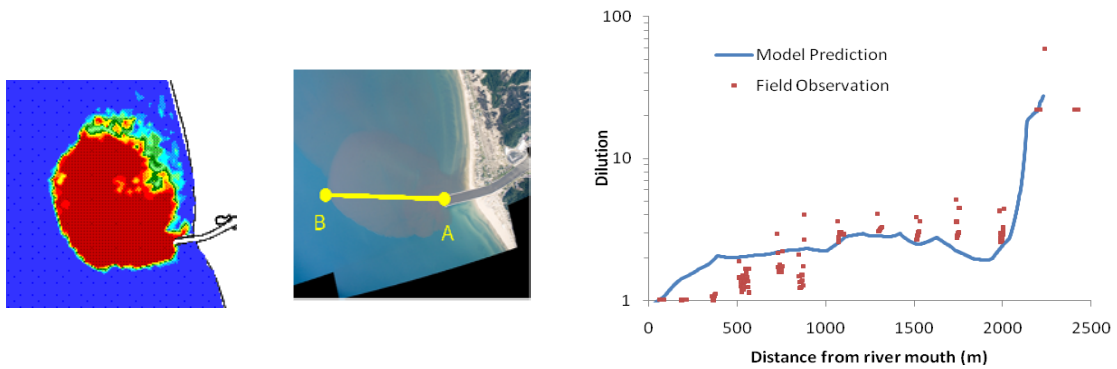 B
A
100
10
1
Dilution
Model Prediction
Field Observation
0
500
1000
1500
2000
2500
Distance from river mouth (m)